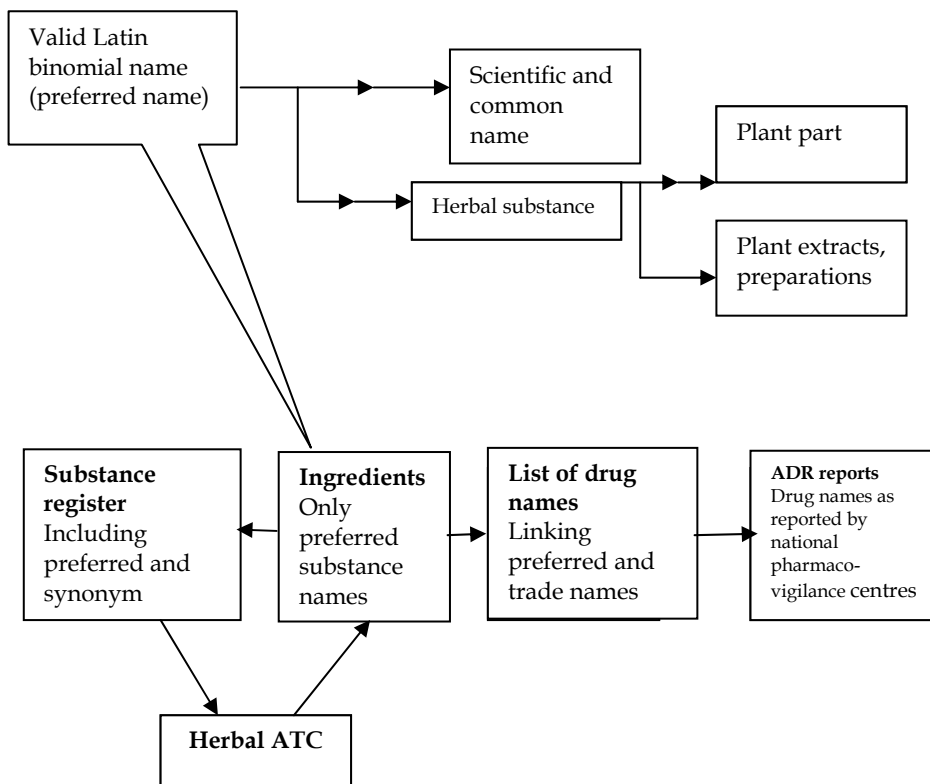 Valid Latin
binomial name
(preferred name)
Scientific and
common
name
Plant part
Herbal substance
Plant extracts,
preparations
Substance
register
Including
preferred and
synonym
Ingredients
Only
preferred
substance
names
List of drug
names
Linking
preferred and
trade names
ADR reports
Drug names as
reported by
national
pharmaco-
vigilance centres
Herbal ATC